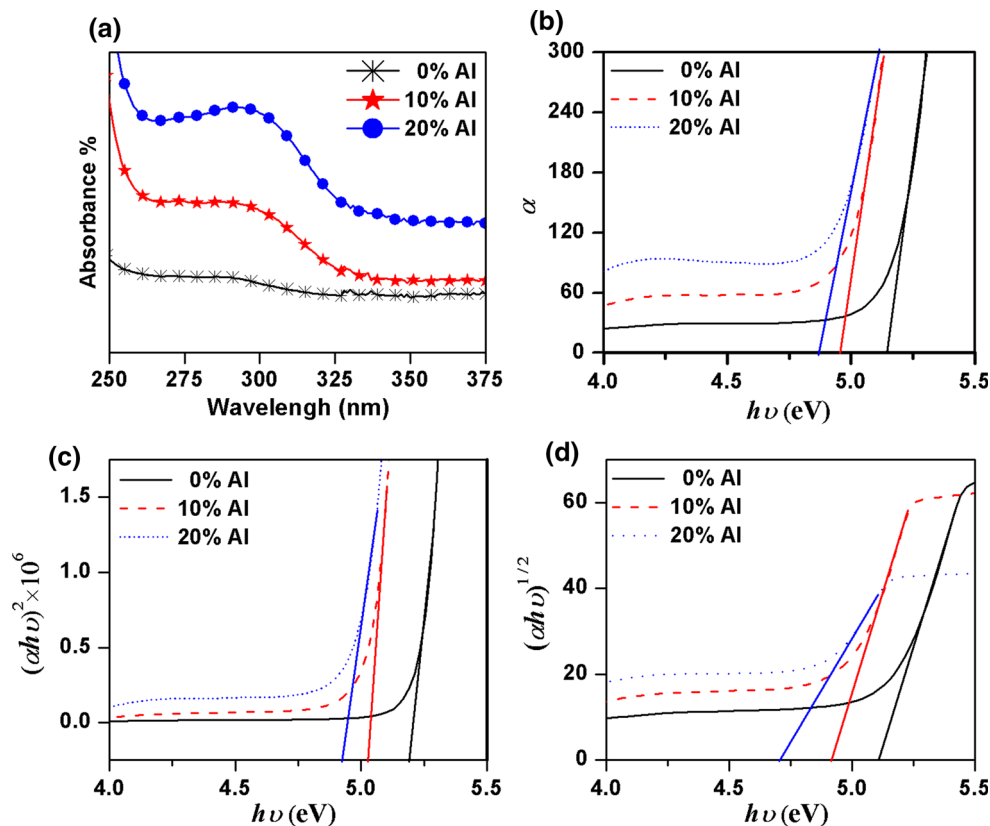 (a)
0% Al
10% Al
20% Al
Absorbance %
250 275 300 325 350 375
Wavelengh (nm)
(b)
0% Al
10% Al
20% Al
300
240
180
120
60
0
α
4.0 4.5 5.0 5.5
hυ (eV)
(c)
0% Al
10% Al
20% Al
1.5
1.0
0.5
0.0
(αhυ)²×10⁶
4.0 4.5 5.0 5.5
hυ (eV)
(d)
0% Al
10% Al
20% Al
60
40
20
0
(αhυ)^1/2
4.0 4.5 5.0 5.5
hυ (eV)